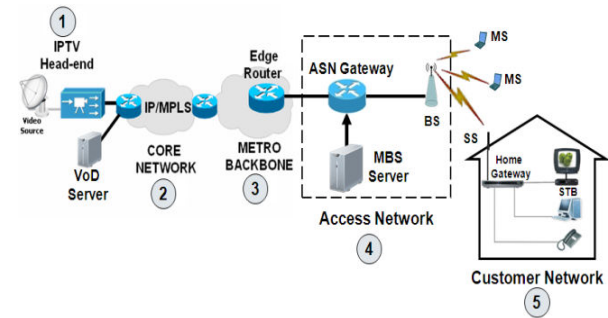 1
IPTV
Head-end
Video
Source
VoD
Server
IP/MPLS
CORE
NETWORK
2
Edge
Router
METRO
BACKBONE
3
ASN Gateway
BS
MBS
Server
Access Network
4
MS
MS
SS
Home
Gateway
STB
Customer Network
5